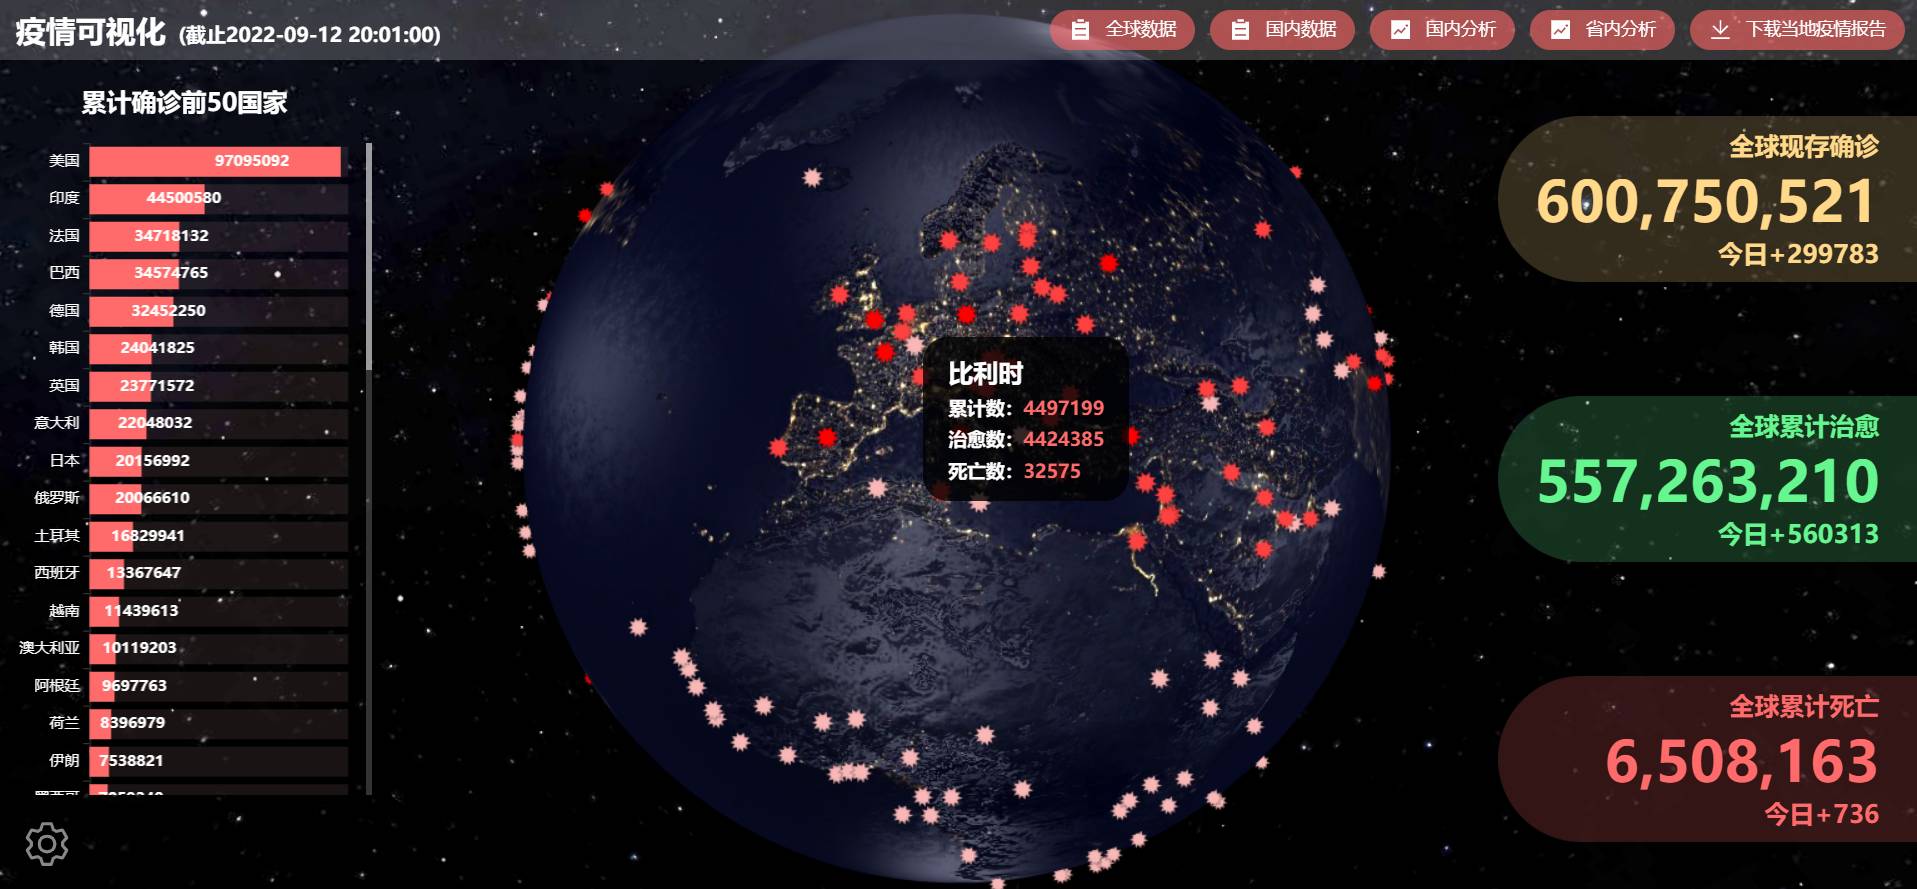 疫情可视化 (截止2022-09-12 20:01:00)
全球数据
国内数据
国内分析
省内分析
下载当地疫情报告
累计确诊前50国家
美国 97095092
印度 44500580
法国 34718132
巴西 34574765
德国 32452250
韩国 24041825
英国 23771572
意大利 22048032
日本 20156992
俄罗斯 20066610
土耳其 16829941
西班牙 13367647
越南 11439613
澳大利亚 10119203
阿根廷 9697763
荷兰 8396979
伊朗 7538821
比利时
累计数：4497199
治愈数：4424385
死亡数：32575
全球现存确诊
600,750,521
今日+299783
全球累计治愈
557,263,210
今日+560313
全球累计死亡
6,508,163
今日+736